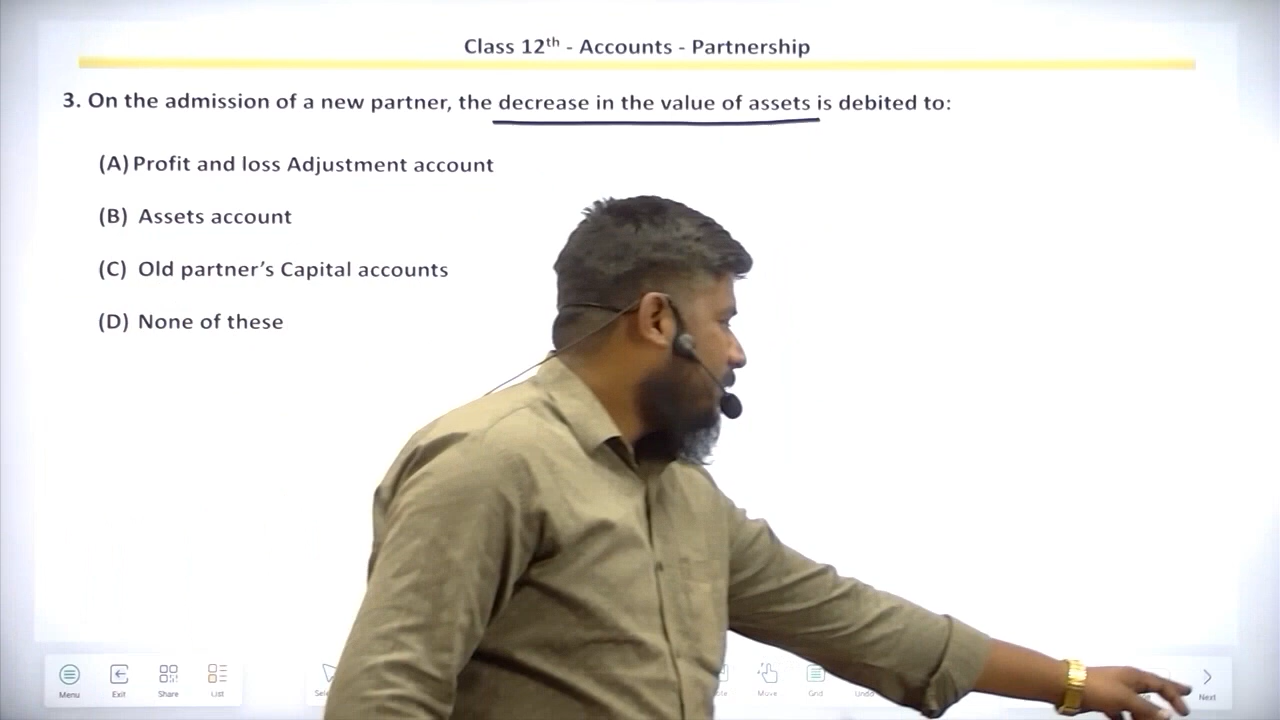 Class 12th - Accounts - Partnership
3. On the admission of a new partner, the decrease in the value of assets is debited to:
(A) Profit and loss Adjustment account
(B) Assets account
(C) Old partner's Capital accounts
(D) None of these
Menu Exit Share List Move Grid Undo Next